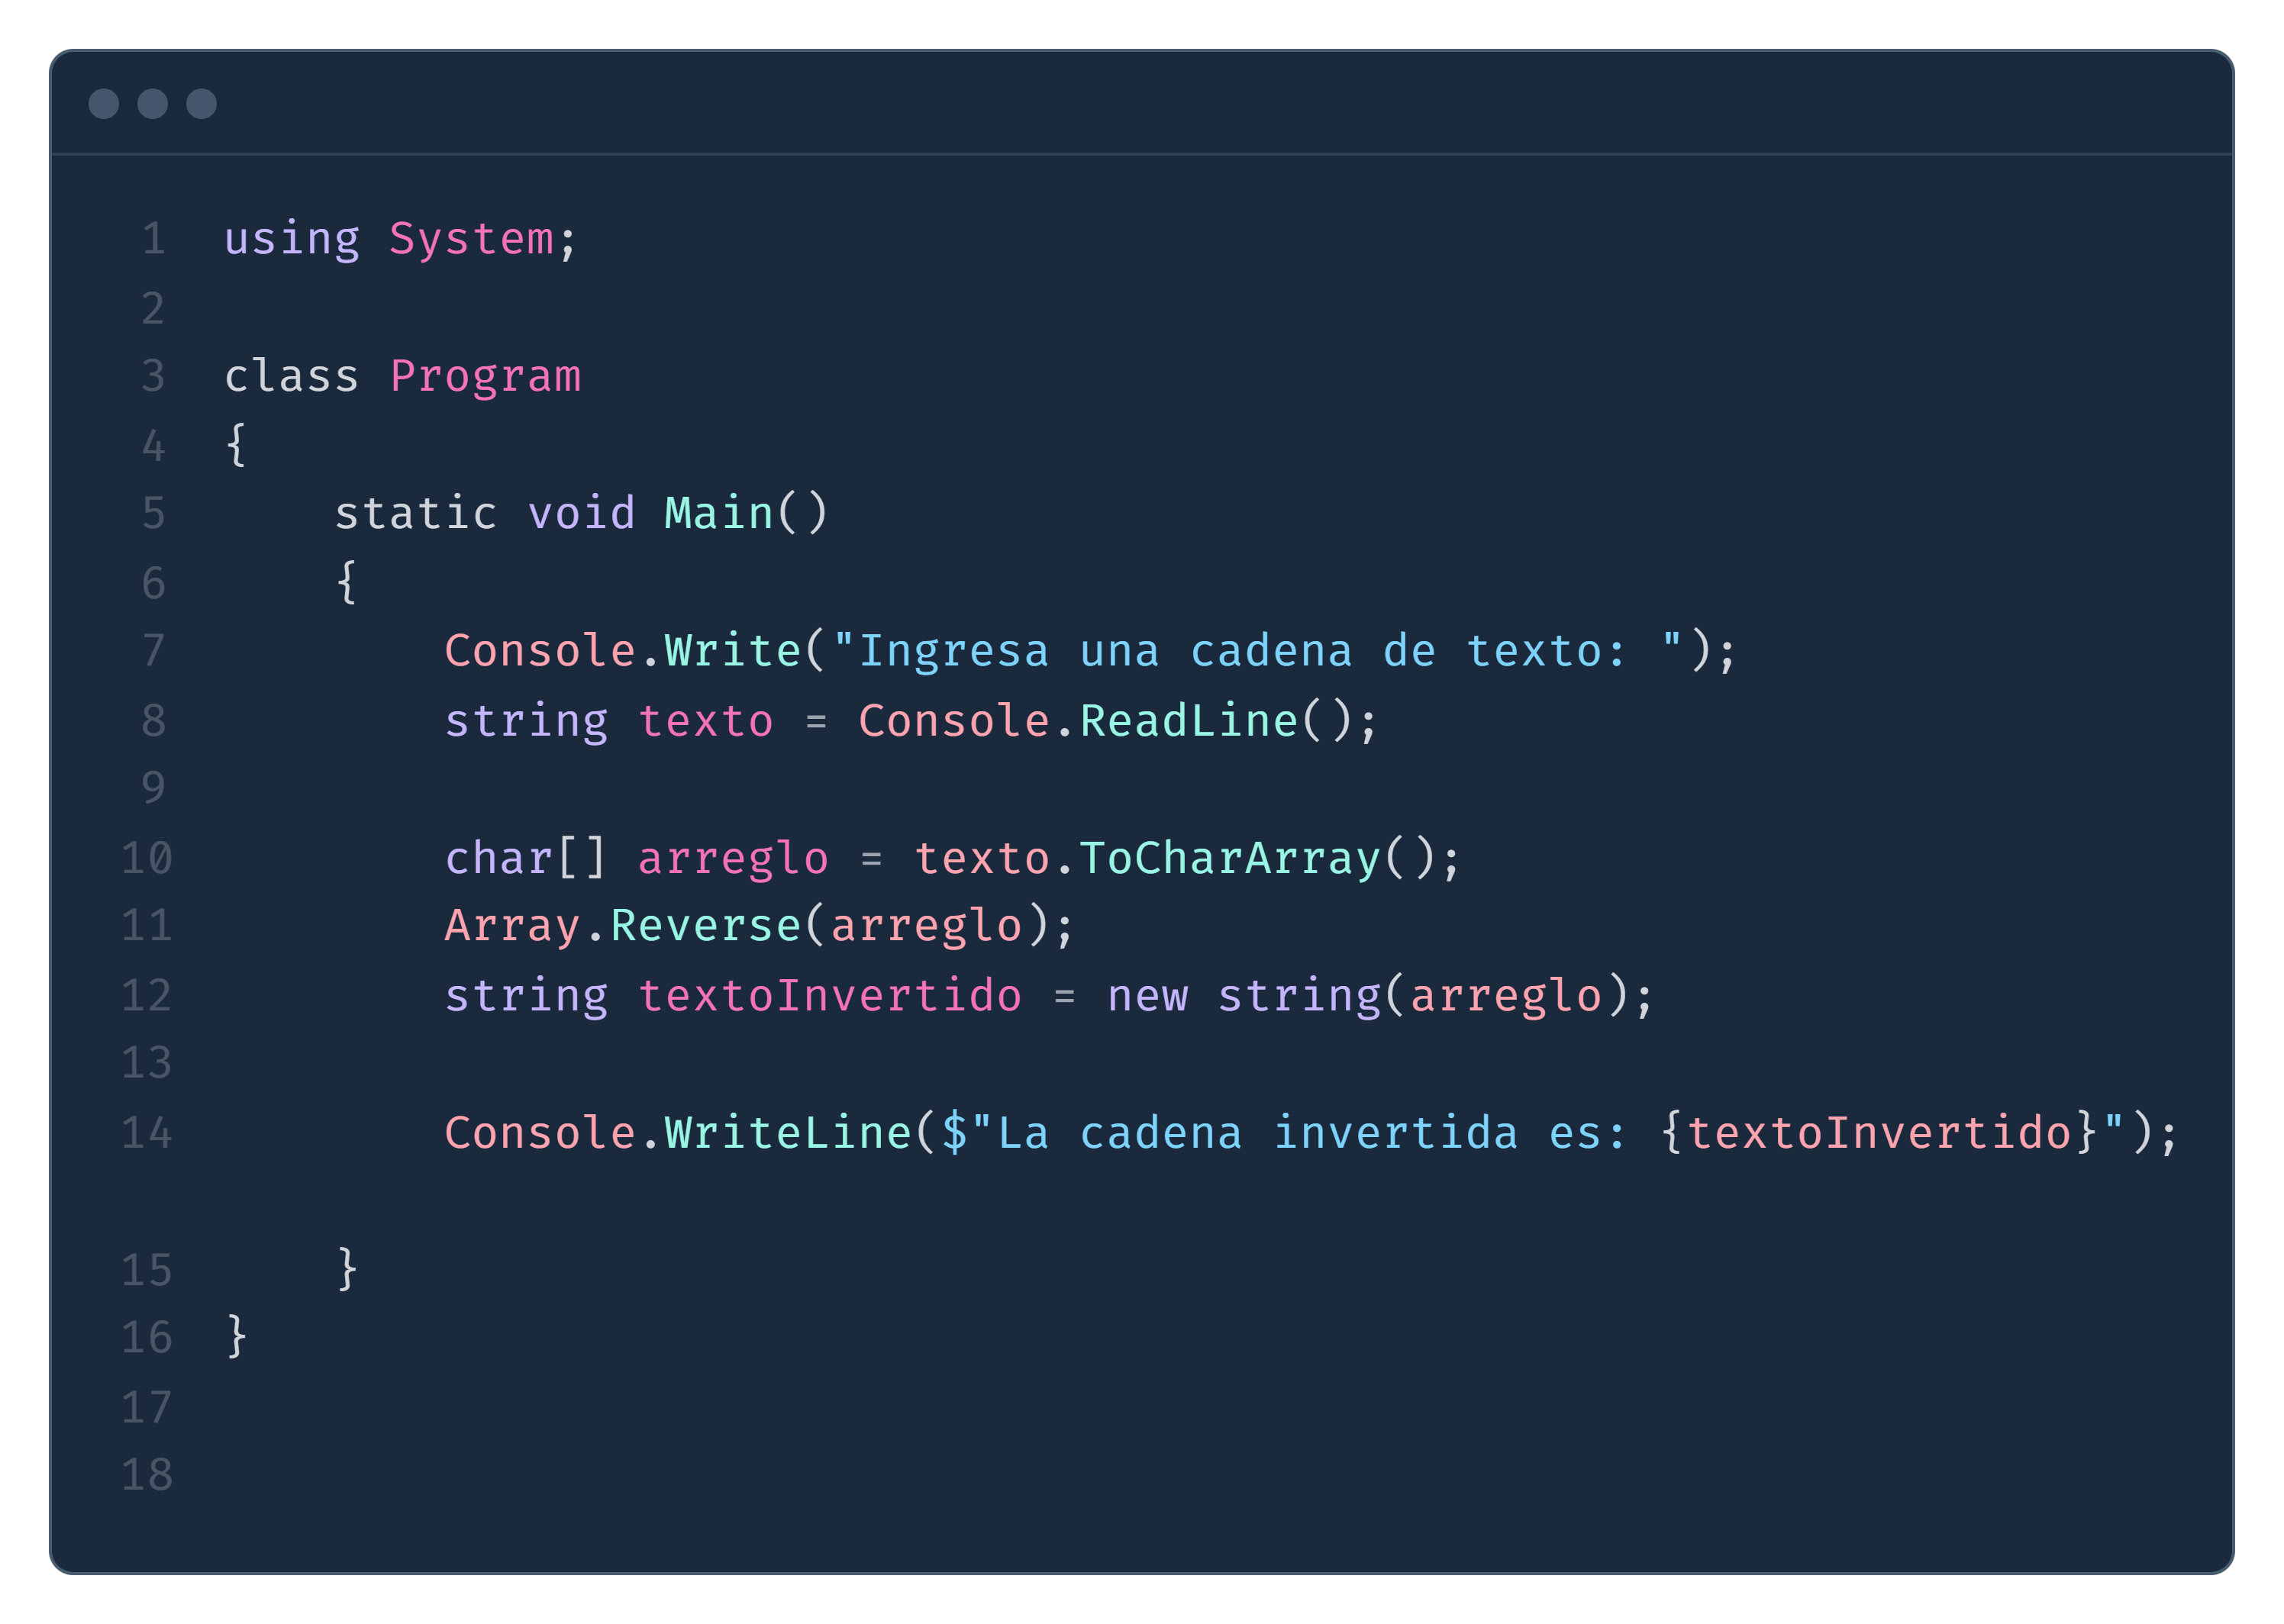 1 using System;
2
3 class Program
4 {
5     static void Main()
6     {
7         Console.Write("Ingresa una cadena de texto: ");
8         string texto = Console.ReadLine();
9
10         char[] arreglo = texto.ToCharArray();
11         Array.Reverse(arreglo);
12         string textoInvertido = new string(arreglo);
13
14         Console.WriteLine($"La cadena invertida es: {textoInvertido}");
15     }
16 }
17
18